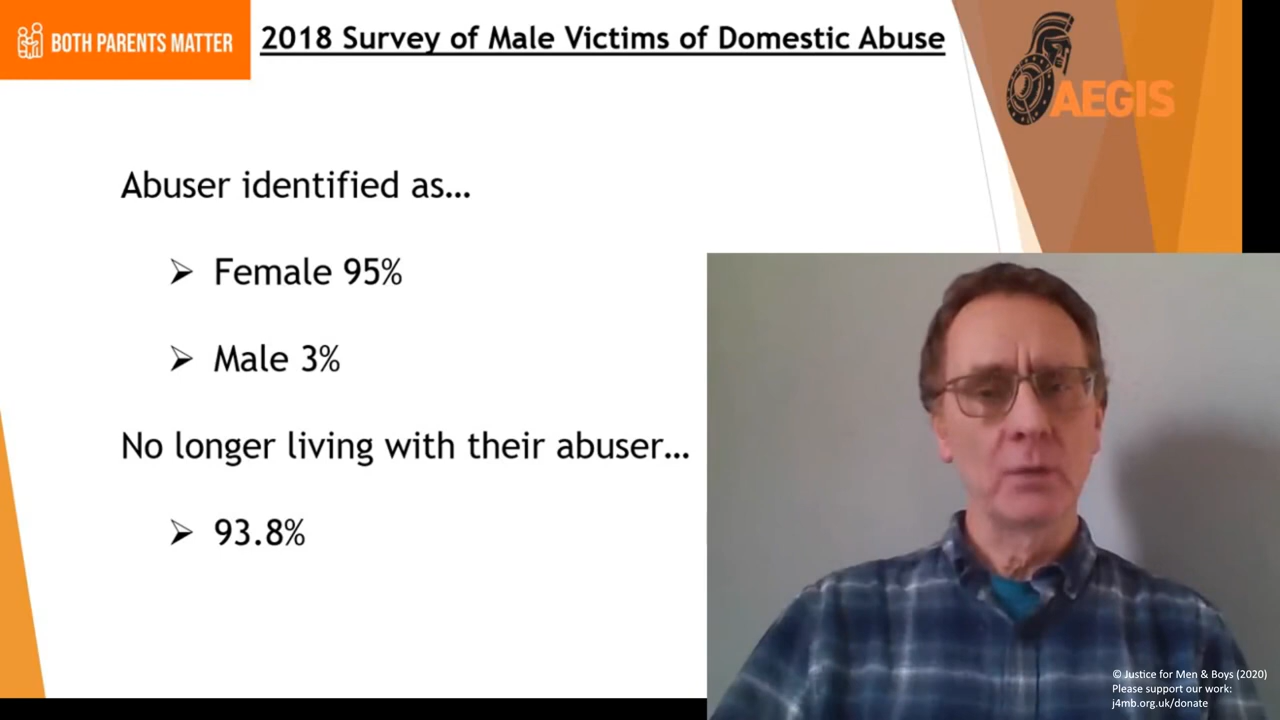 BOTH PARENTS MATTER
2018 Survey of Male Victims of Domestic Abuse
AEGIS
Abuser identified as…
Female 95%
Male 3%
No longer living with their abuser…
93.8%
© Justice for Men & Boys (2020)
Please support our work:
j4mb.org.uk/donate